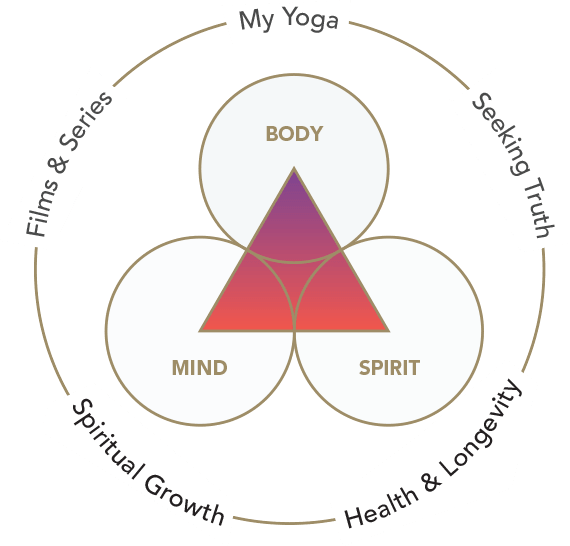 My Yoga
Seeking Truth
Health & Longevity
Spiritual Growth
Films & Series
BODY
MIND
SPIRIT